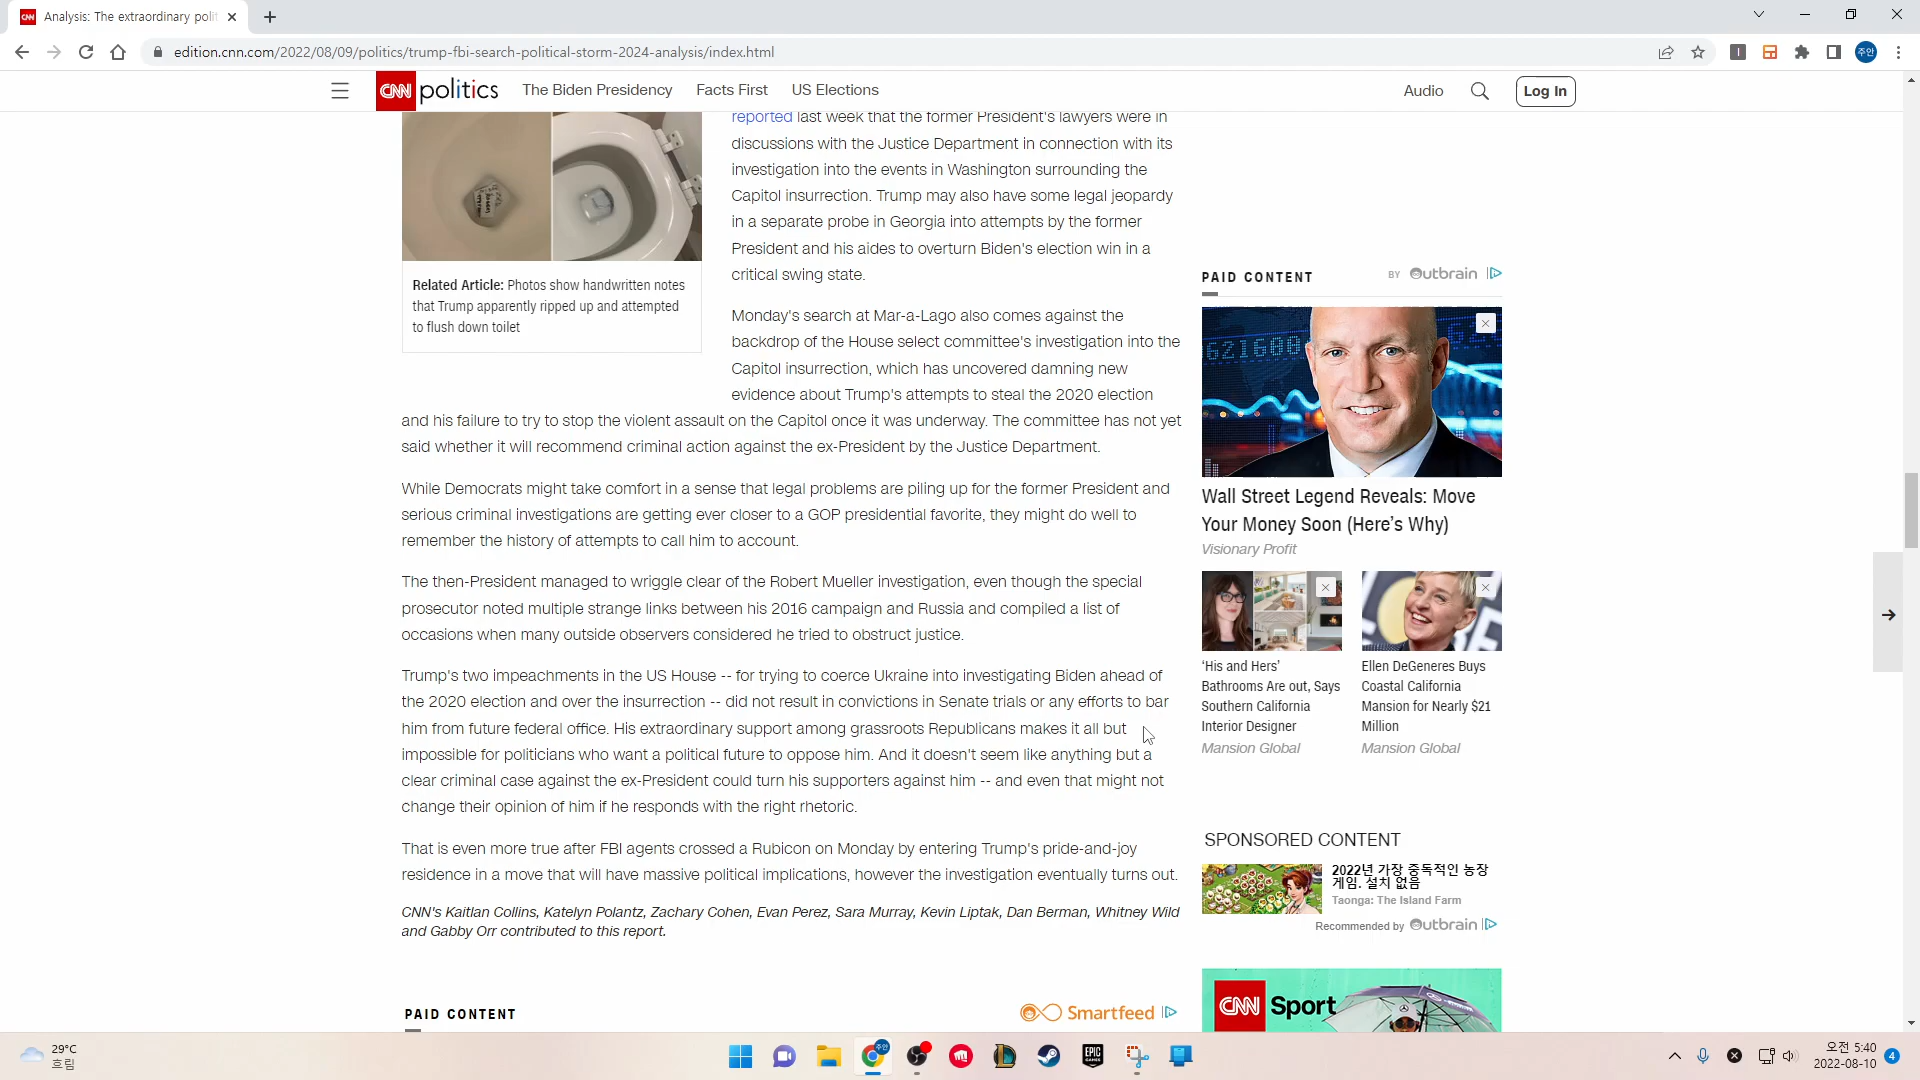 Analysis: The extraordinary polit
edition.cnn.com/2022/08/09/politics/trump-fbi-search-political-storm-2024-analysis/index.html
주안
CNN politics
The Biden Presidency
Facts First
US Elections
Audio
Log In
reported last week that the former President's lawyers were in
discussions with the Justice Department in connection with its
investigation into the events in Washington surrounding the
Capitol insurrection. Trump may also have some legal jeopardy
in a separate probe in Georgia into attempts by the former
President and his aides to overturn Biden's election win in a
critical swing state.
Related Article: Photos show handwritten notes
that Trump apparently ripped up and attempted
to flush down toilet
Monday's search at Mar-a-Lago also comes against the
backdrop of the House select committee's investigation into the
Capitol insurrection, which has uncovered damning new
evidence about Trump's attempts to steal the 2020 election
and his failure to try to stop the violent assault on the Capitol once it was underway. The committee has not yet
said whether it will recommend criminal action against the ex-President by the Justice Department.
While Democrats might take comfort in a sense that legal problems are piling up for the former President and
serious criminal investigations are getting ever closer to a GOP presidential favorite, they might do well to
remember the history of attempts to call him to account.
The then-President managed to wriggle clear of the Robert Mueller investigation, even though the special
prosecutor noted multiple strange links between his 2016 campaign and Russia and compiled a list of
occasions when many outside observers considered he tried to obstruct justice.
Trump's two impeachments in the US House -- for trying to coerce Ukraine into investigating Biden ahead of
the 2020 election and over the insurrection -- did not result in convictions in Senate trials or any efforts to bar
him from future federal office. His extraordinary support among grassroots Republicans makes it all but
impossible for politicians who want a political future to oppose him. And it doesn't seem like anything but a
clear criminal case against the ex-President could turn his supporters against him -- and even that might not
change their opinion of him if he responds with the right rhetoric.
That is even more true after FBI agents crossed a Rubicon on Monday by entering Trump's pride-and-joy
residence in a move that will have massive political implications, however the investigation eventually turns out.
CNN's Kaitlan Collins, Katelyn Polantz, Zachary Cohen, Evan Perez, Sara Murray, Kevin Liptak, Dan Berman, Whitney Wild
and Gabby Orr contributed to this report.
PAID CONTENT
Smartfeed
PAID CONTENT
BY Outbrain
621600
Wall Street Legend Reveals: Move
Your Money Soon (Here's Why)
Visionary Profit
‘His and Hers’
Bathrooms Are out, Says
Southern California
Interior Designer
Mansion Global
Ellen DeGeneres Buys
Coastal California
Mansion for Nearly $21
Million
Mansion Global
SPONSORED CONTENT
2022년 가장 중독적인 농장
게임. 설치 없음
Taonga: The Island Farm
Recommended by Outbrain
CNN Sport
29°C
흐림
주안
EPIC
GAMES
오전 5:40
2022-08-10
4